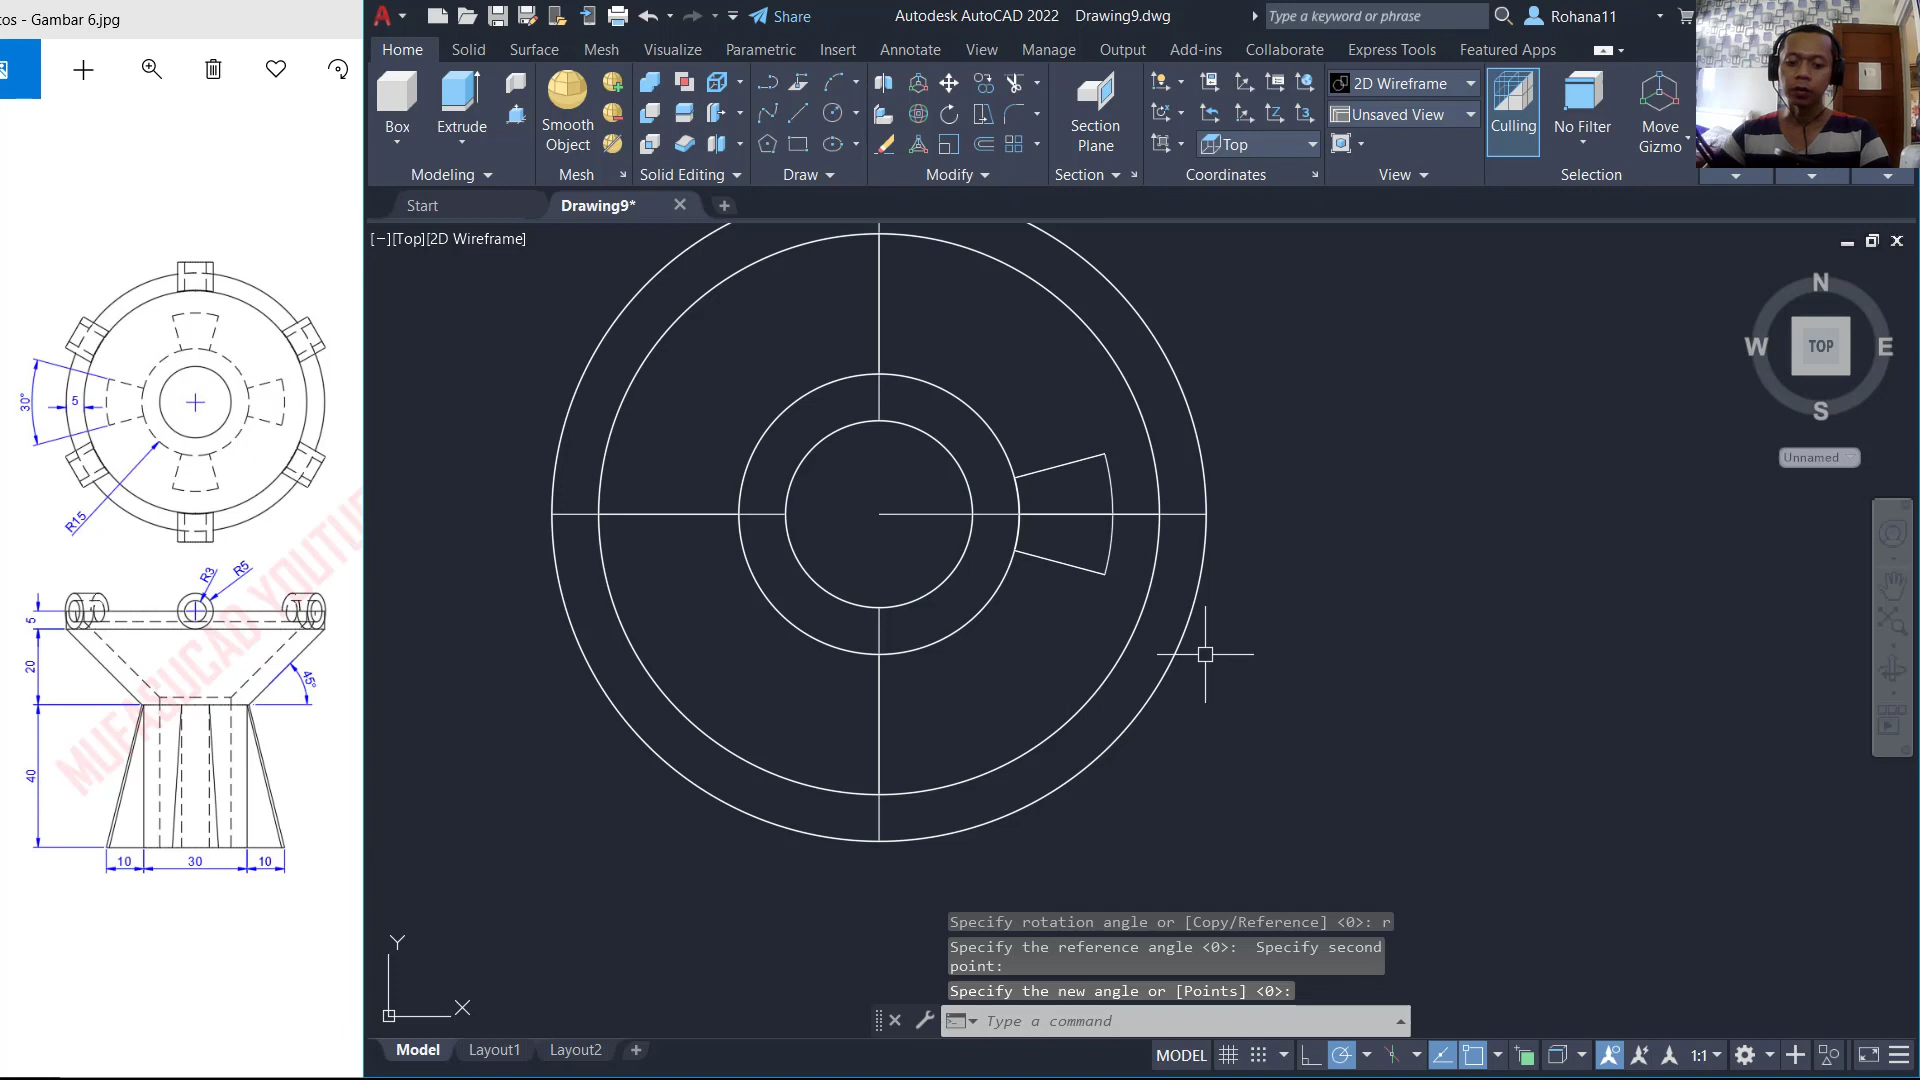 tos - Gambar 6.jpg
Share
Autodesk AutoCAD 2022 Drawing9.dwg
Type a keyword or phrase
Rohana11
Home Solid Surface Mesh Visualize Parametric Insert Annotate View Manage Output Add-ins Collaborate Express Tools Featured Apps
Box
Extrude
Smooth
Object
Section
Plane
2D Wireframe
Unsaved View
Top
Culling
No Filter
Move
Gizmo
Modeling Mesh Solid Editing Draw Modify Section Coordinates View Selection
Start Drawing9*
[−][Top][2D Wireframe]
N
W TOP E
S
Unnamed
30°
5
R15
R3
R5
5
20
45°
40
10 30 10
MUFASUCAD YOUTU
Y
X
Specify rotation angle or [Copy/Reference] <0>: r
Specify the reference angle <0>: Specify second
point:
Specify the new angle or [Points] <0>:
Type a command
Model Layout1 Layout2
MODEL
1:1